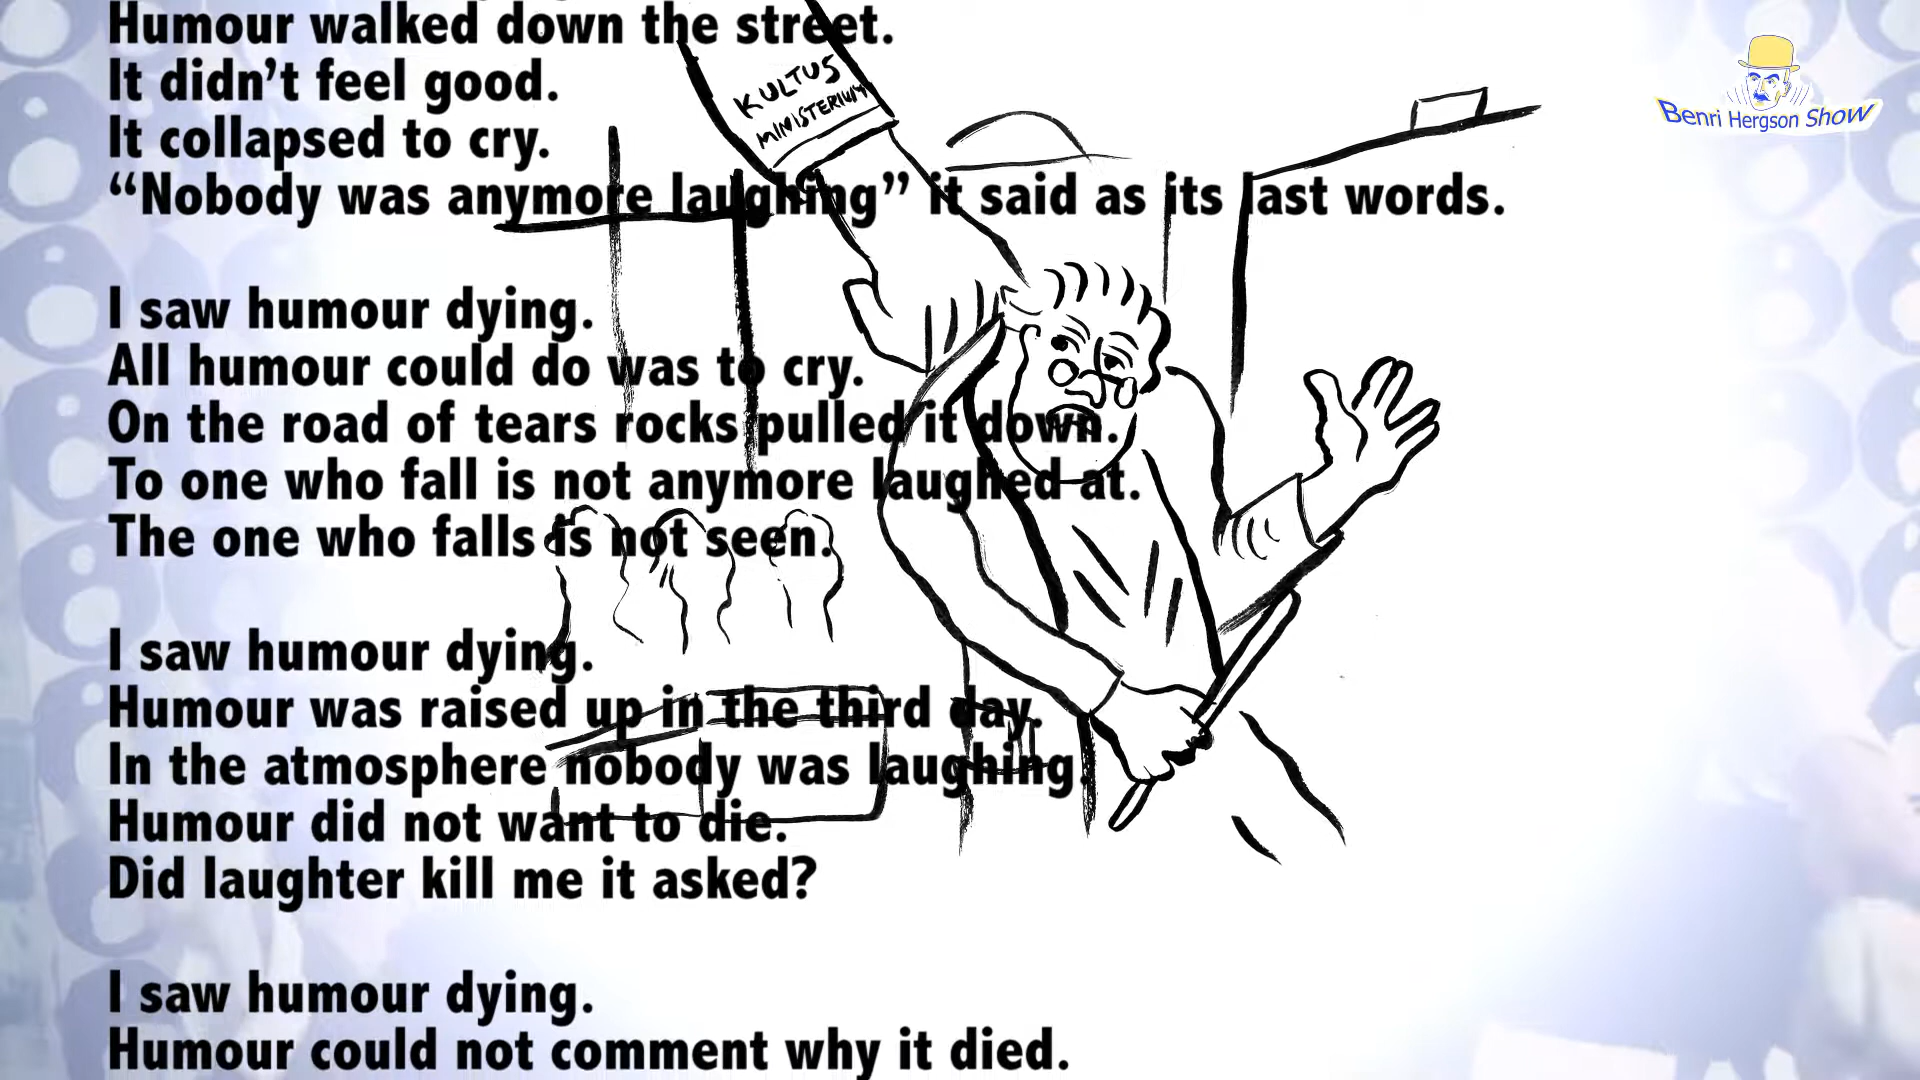 Humour walked down the street.
It didn’t feel good.
It collapsed to cry.
“Nobody was anymore laughing” it said as its last words.
I saw humour dying.
All humour could do was to cry.
On the road of tears rocks pulled it down.
To one who fall is not anymore laughed at.
The one who falls is not seen.
I saw humour dying.
Humour was raised up in the third day.
In the atmosphere nobody was laughing.
Humour did not want to die.
Did laughter kill me it asked?
I saw humour dying.
Humour could not comment why it died.
KULTUS
MINISTERIUM
Benri Hergson Show